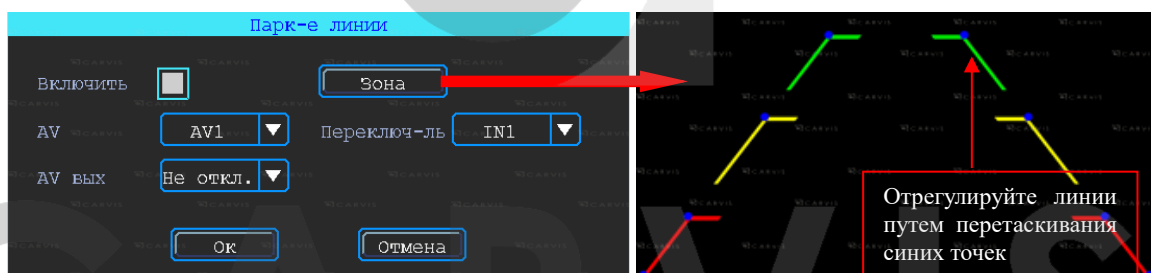 Парк-е линии
Включить Зона
AV AV1 Переключ-ль IN1
AV вых Не откл.
Ок Отмена
Отрегулируйте линии
путем перетаскивания
синих точек
CARVIS